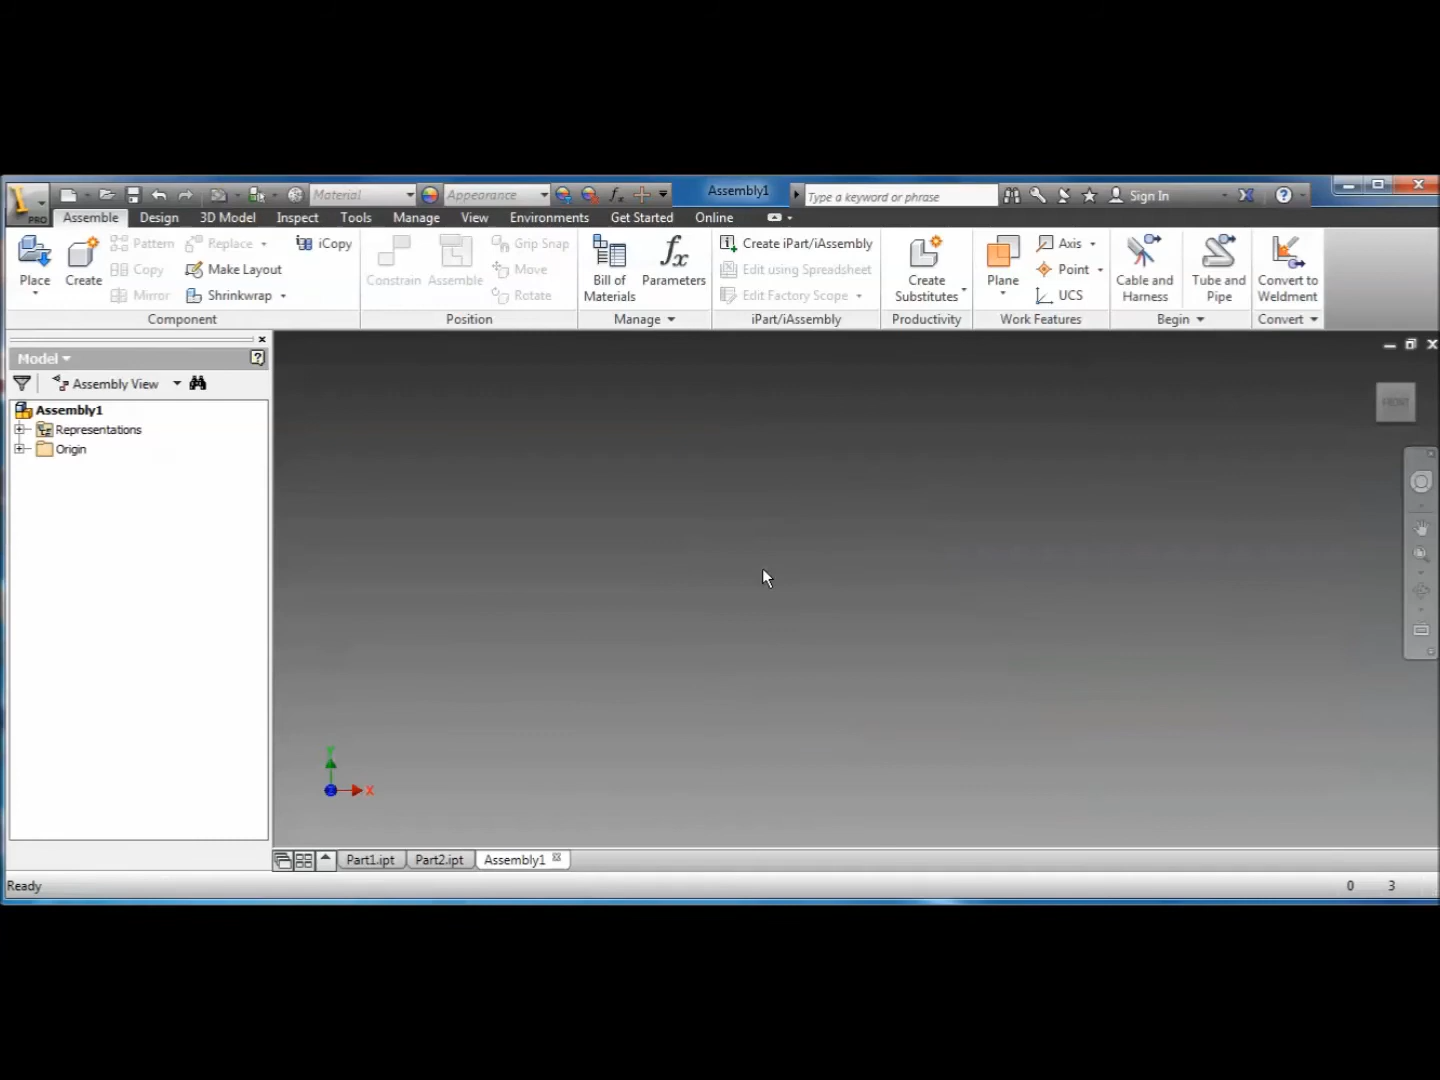 PRO Material Appearance fx Assembly1 Type a keyword or phrase Sign In
Assemble Design 3D Model Inspect Tools Manage View Environments Get Started Online
Place
Create
Pattern
Copy
Mirror
Replace
Make Layout
Shrinkwrap
iCopy
Component
Constrain
Assemble
Grip Snap
Move
Rotate
Position
Bill of
Materials
fx
Parameters
Manage
Create iPart/iAssembly
Edit using Spreadsheet
Edit Factory Scope
iPart/iAssembly
Create
Substitutes
Productivity
Plane
Axis
Point
UCS
Work Features
Cable and
Harness
Tube and
Pipe
Begin
Convert to
Weldment
Convert
Model
Assembly View
Assembly1
Representations
Origin
FRONT
Y
Z
X
Part1.ipt Part2.ipt Assembly1
Ready 0 3